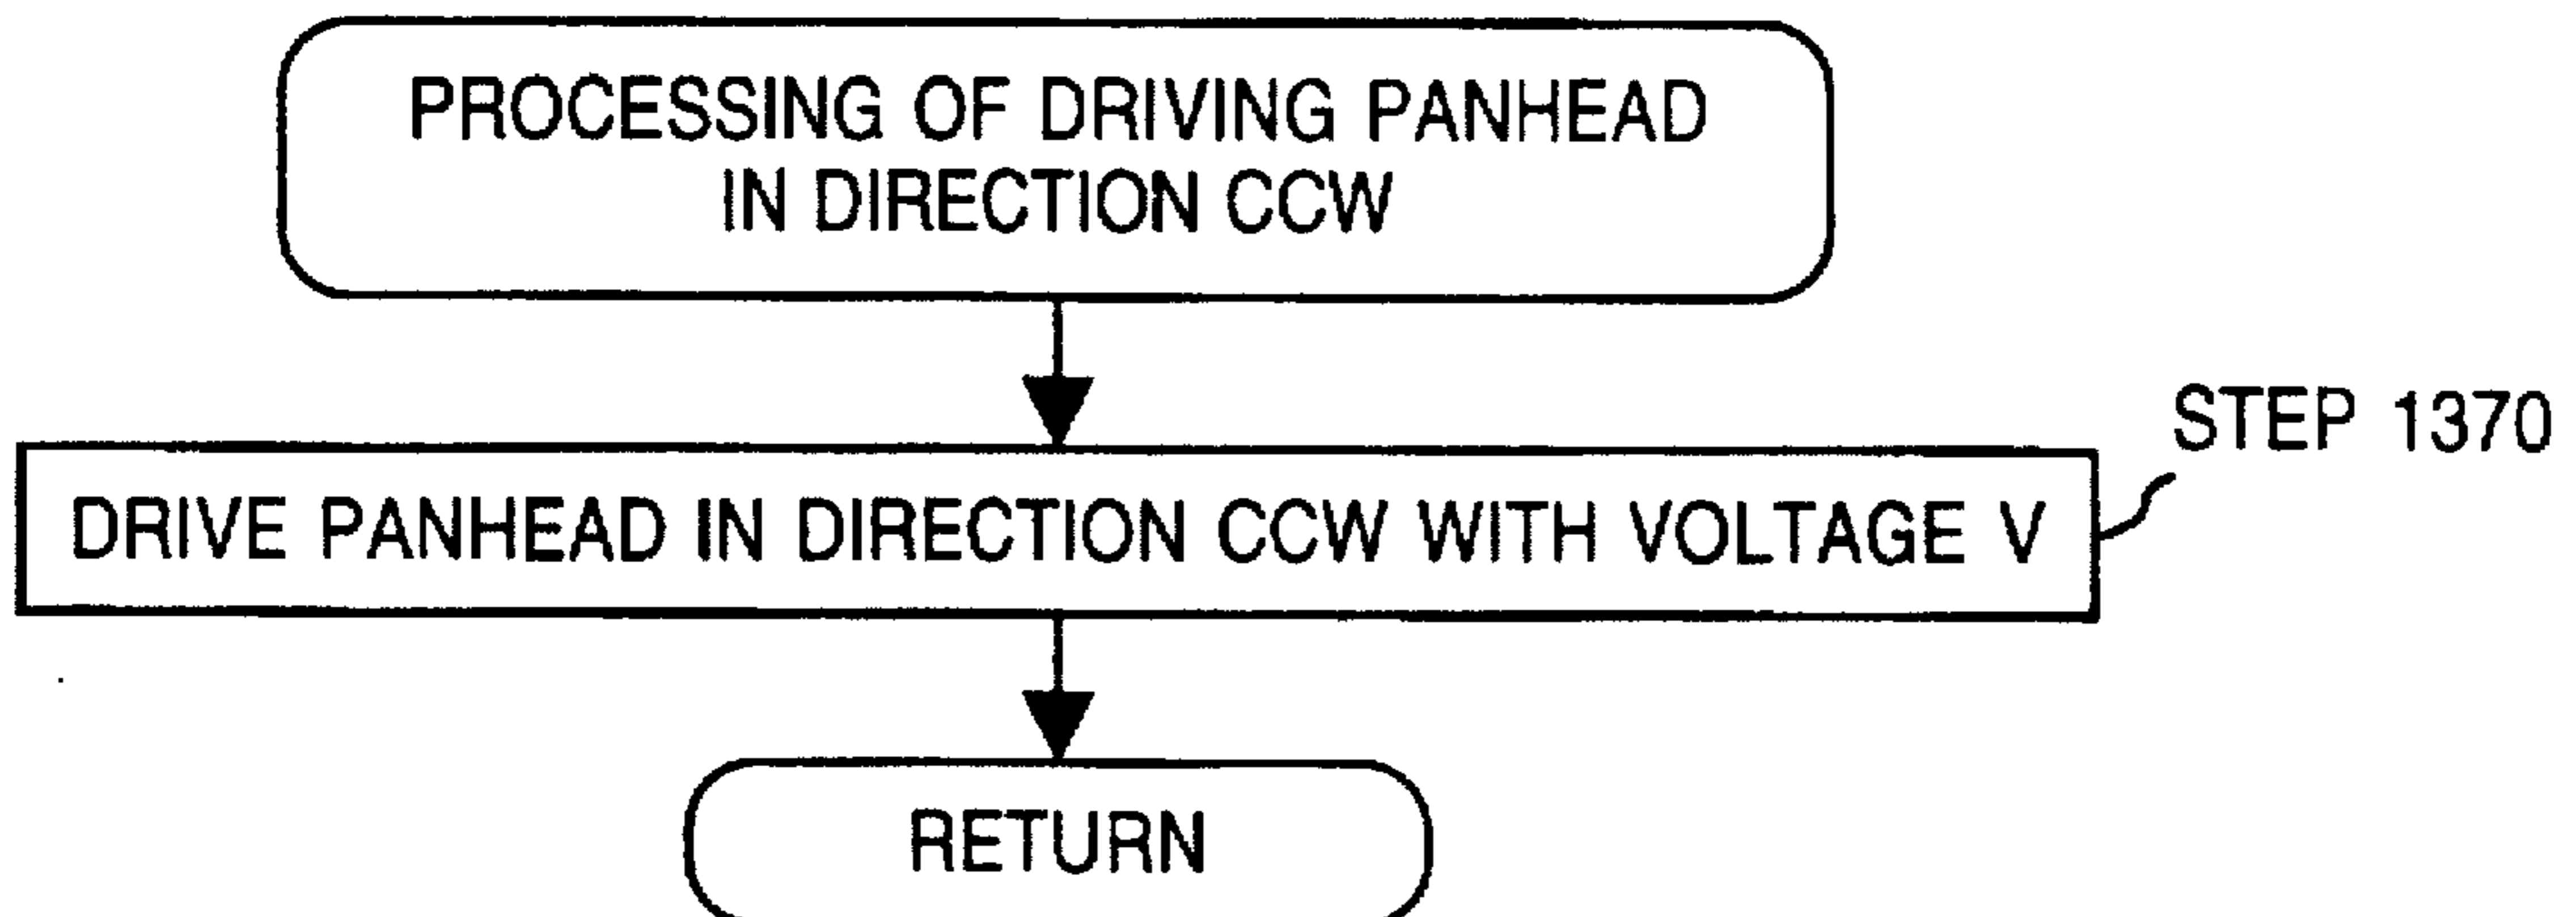 PROCESSING OF DRIVING PANHEAD
IN DIRECTION CCW
STEP 1370
DRIVE PANHEAD IN DIRECTION CCW WITH VOLTAGE V
RETURN